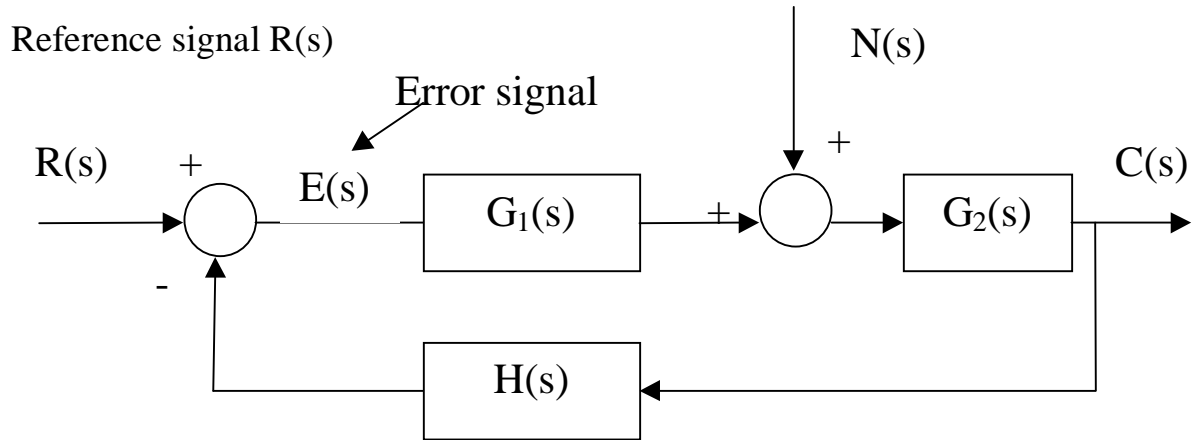 Reference signal R(s)
N(s)
Error signal
R(s)
+
E(s)
G₁(s)
+
+
G₂(s)
C(s)
-
H(s)